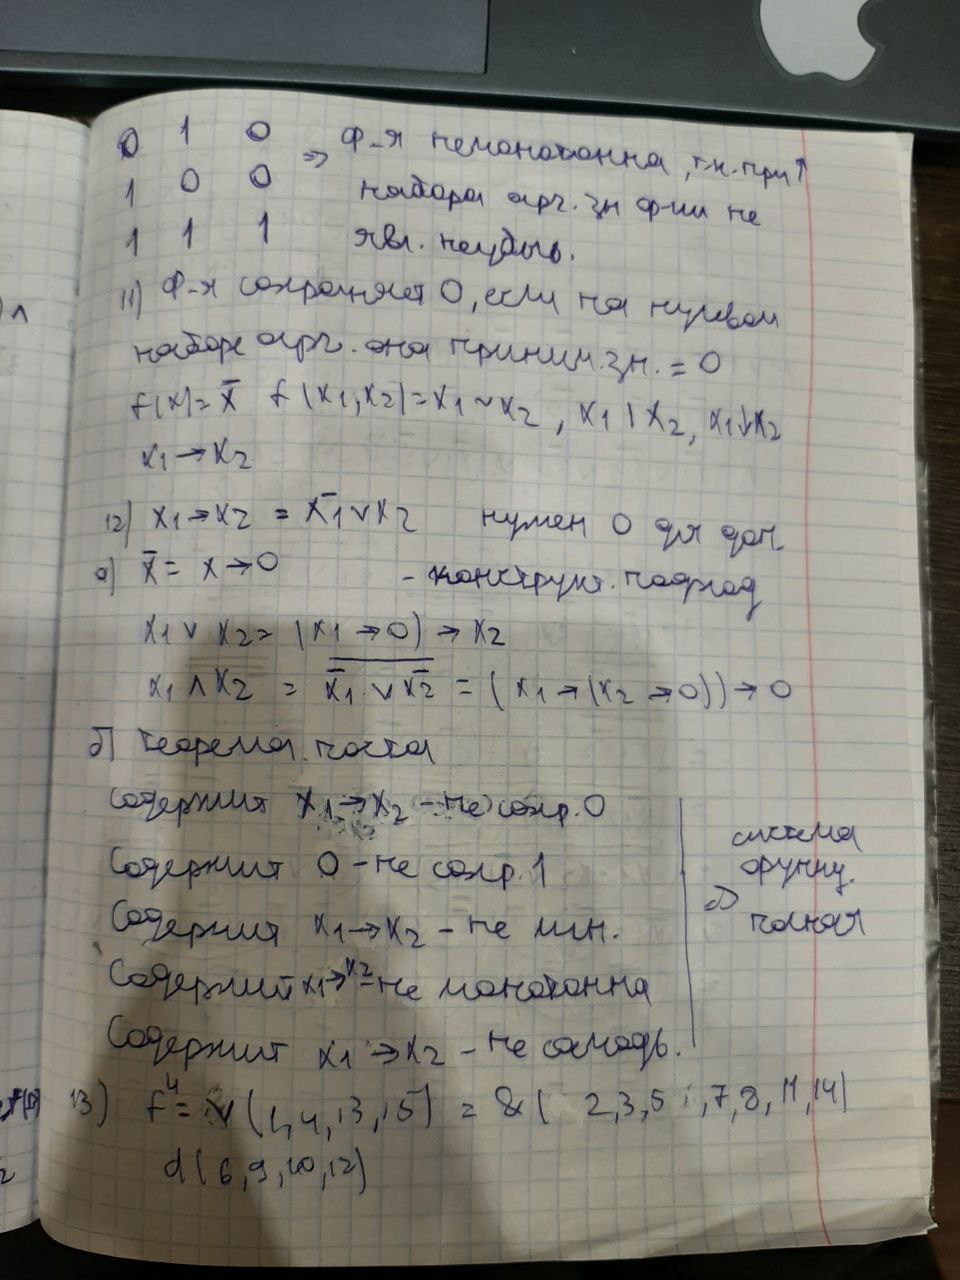 0 1 0 => ф-я немонотонна, т.к. при ↑
1 0 0 набора арг. зн ф-ии не
1 1 1 явл. неубыв.
11) Ф-я сохраняет 0, если на нулевом
наборе арг. она приним. зн. = 0
f(x) = x̄ f(x1, x2) = x1 ~ x2, x1 | x2, x1↓x2
x1 → x2
12) x1 → x2 = x̄1 ∨ x2 нужен 0 для доп.
а) x̄ = x → 0 - конструкт. подход
x1 ∨ x2 = (x1 → 0) → x2
x1 ∧ x2 = \overline{x̄1 ∨ x̄2} = (x1 → (x2 → 0)) → 0
б) теорема поста
содержит x1 → x2 - не сохр. 0
Содержит 0 - не сохр. 1
Содержит x1 → x2 - не лин.
Содержит x1 → x2 - не монотонна
Содержит x1 → x2 - не самодв.
=> система
функц.
полная
13) f⁴ = ∨ (1, 4, 13, 15) = & ( 2, 3, 5, 7, 8, 11, 14)
d (6, 9, 10, 12)